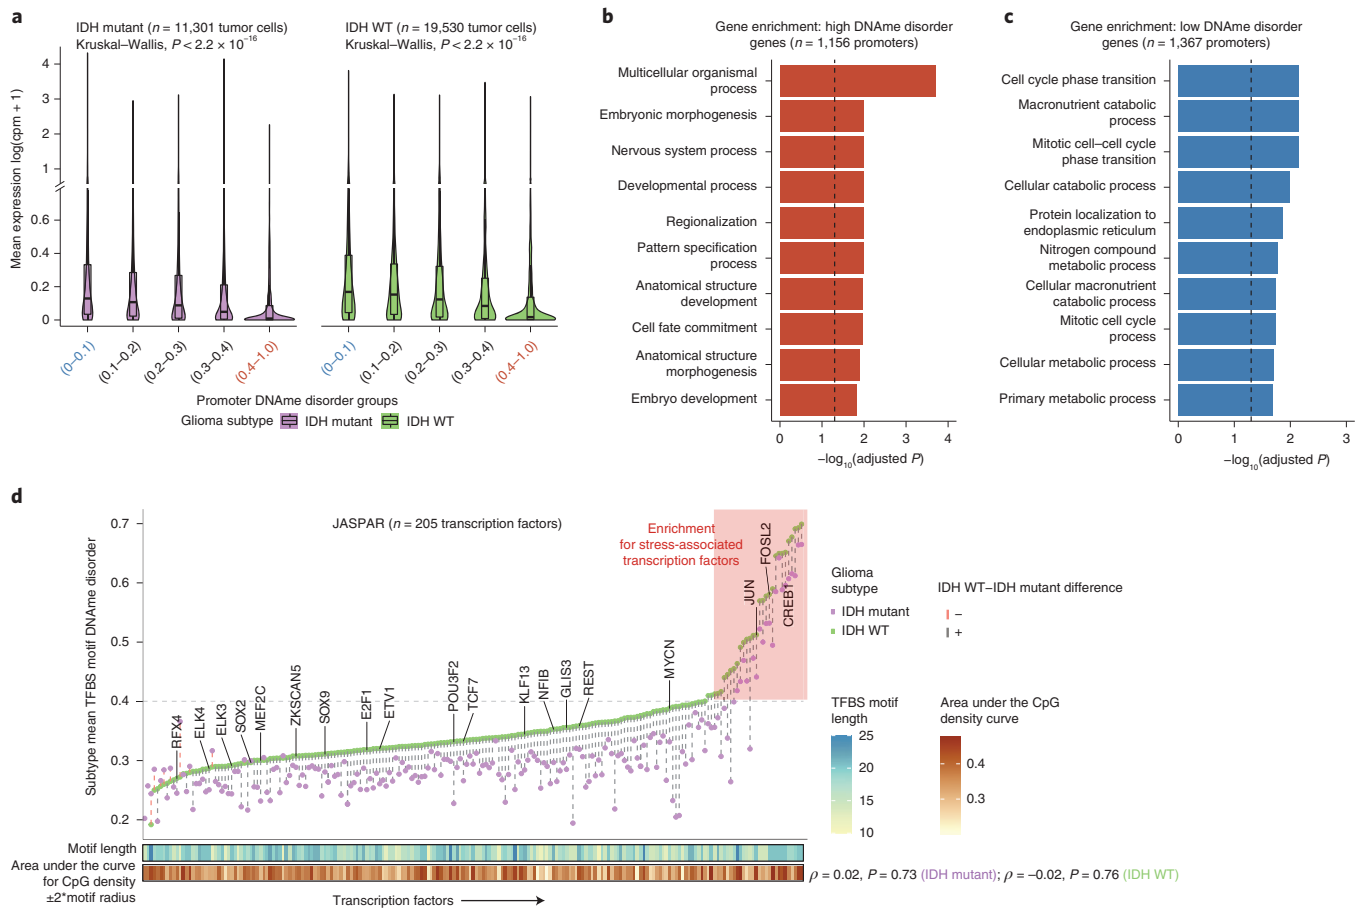 a
IDH mutant (n = 11,301 tumor cells)
Kruskal–Wallis, P < 2.2 × 10−16
IDH WT (n = 19,530 tumor cells)
Kruskal–Wallis, P < 2.2 × 10−16
Mean expression log(cpm + 1)
4
3
2
1
0.6
0.4
0.2
0
(0–0.1)
(0.1–0.2)
(0.2–0.3)
(0.3–0.4)
(0.4–1.0)
(0–0.1)
(0.1–0.2)
(0.2–0.3)
(0.3–0.4)
(0.4–1.0)
Promoter DNAme disorder groups
Glioma subtype IDH mutant IDH WT
b
Gene enrichment: high DNAme disorder
genes (n = 1,156 promoters)
Multicellular organismal
process
Embryonic morphogenesis
Nervous system process
Developmental process
Regionalization
Pattern specification
process
Anatomical structure
development
Cell fate commitment
Anatomical structure
morphogenesis
Embryo development
0 1 2 3 4
−log10(adjusted P)
c
Gene enrichment: low DNAme disorder
genes (n = 1,367 promoters)
Cell cycle phase transition
Macronutrient catabolic
process
Mitotic cell–cell cycle
phase transition
Cellular catabolic process
Protein localization to
endoplasmic reticulum
Nitrogen compound
metabolic process
Cellular macronutrient
catabolic process
Mitotic cell cycle
process
Cellular metabolic process
Primary metabolic process
0 1 2 3
−log10(adjusted P)
d
JASPAR (n = 205 transcription factors)
Enrichment
for stress-associated
transcription factors
Subtype mean TFBS motif DNAme disorder
0.7
0.6
0.5
0.4
0.3
0.2
RFX4
ELK4
ELK3
SOX2
MEF2C
ZKSCAN5
SOX9
E2F1
ETV1
POU3F2
TCF7
KLF13
NFIB
GLIS3
REST
MYCN
JUN
FOSL2
CREB1
Glioma
subtype
IDH mutant
IDH WT
IDH WT–IDH mutant difference
−
+
TFBS motif
length
25
20
15
10
Area under the CpG
density curve
0.4
0.3
Motif length
Area under the curve
for CpG density
±2*motif radius
ρ = 0.02, P = 0.73 (IDH mutant); ρ = −0.02, P = 0.76 (IDH WT)
Transcription factors